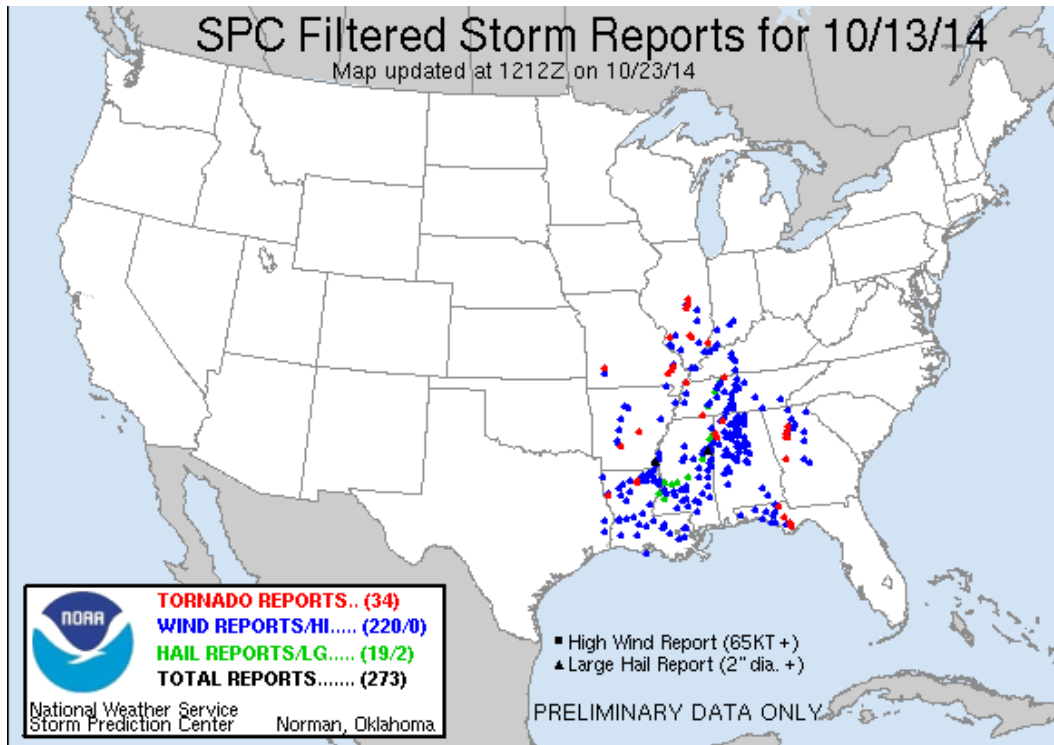 SPC Filtered Storm Reports for 10/13/14
Map updated at 1212Z on 10/23/14
NOAA
TORNADO REPORTS.. (34)
WIND REPORTS/HI..... (220/0)
HAIL REPORTS/LG..... (19/2)
TOTAL REPORTS....... (273)
National Weather Service
Storm Prediction Center Norman, Oklahoma
High Wind Report (65KT +)
Large Hail Report (2" dia. +)
PRELIMINARY DATA ONLY